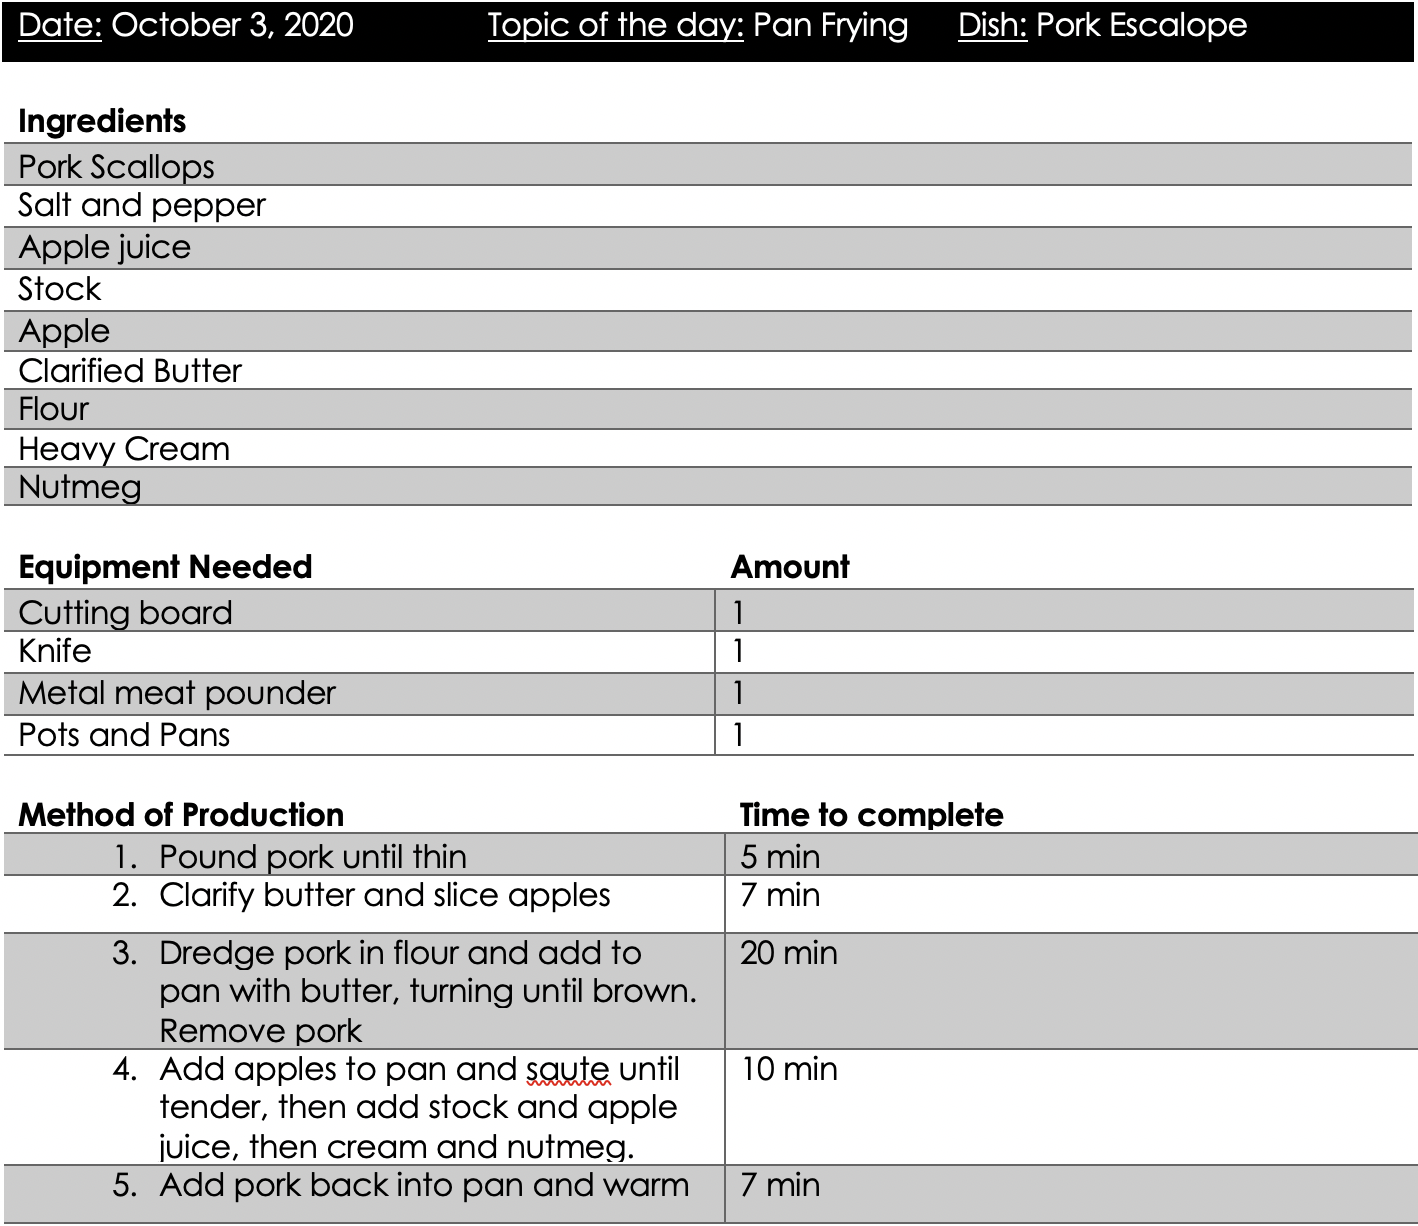 Date: October 3, 2020 Topic of the day: Pan Frying Dish: Pork Escalope
Ingredients
Pork Scallops
Salt and pepper
Apple juice
Stock
Apple
Clarified Butter
Flour
Heavy Cream
Nutmeg
Equipment Needed Amount
Cutting board 1
Knife 1
Metal meat pounder 1
Pots and Pans 1
Method of Production Time to complete
1. Pound pork until thin 5 min
2. Clarify butter and slice apples 7 min
3. Dredge pork in flour and add to 20 min
pan with butter, turning until brown.
Remove pork
4. Add apples to pan and saute until 10 min
tender, then add stock and apple
juice, then cream and nutmeg.
5. Add pork back into pan and warm 7 min